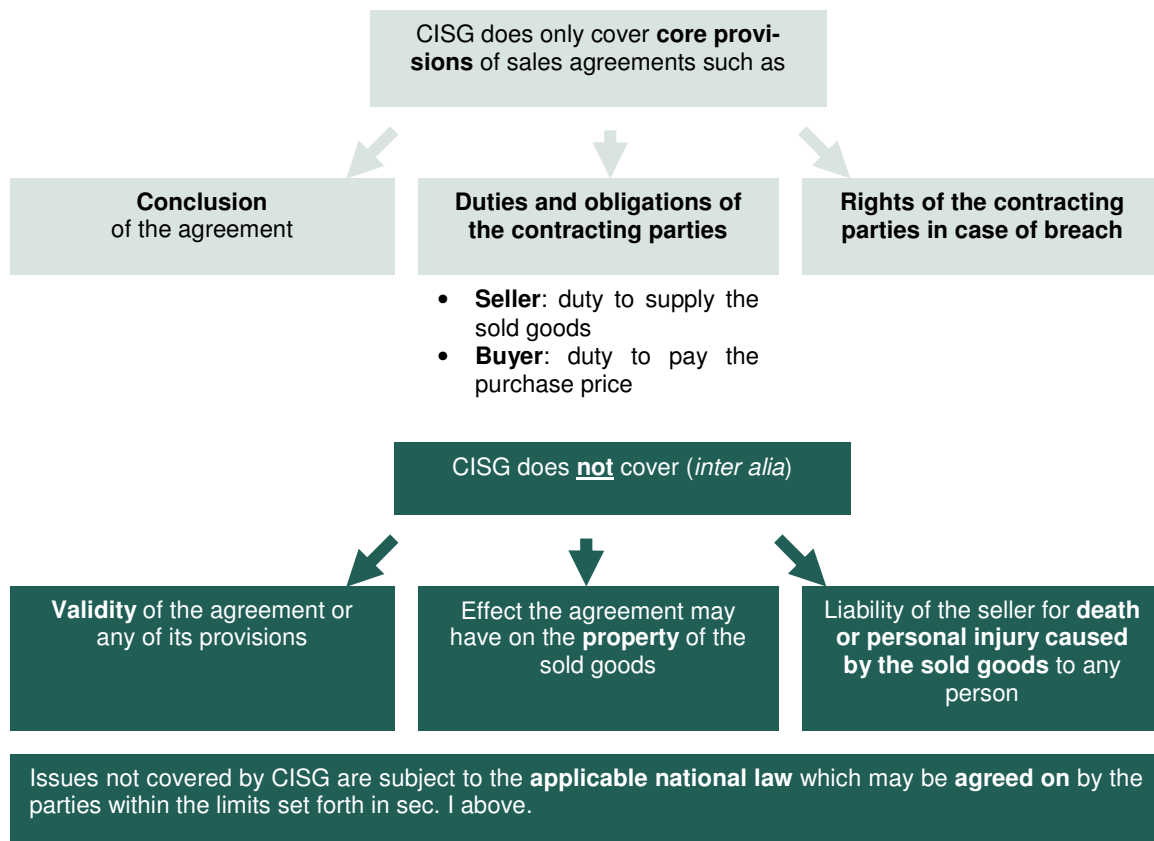 CISG does only cover core provi-
sions of sales agreements such as
Conclusion
of the agreement
Duties and obligations of
the contracting parties
Rights of the contracting
parties in case of breach
• Seller: duty to supply the
sold goods
• Buyer: duty to pay the
purchase price
CISG does not cover (inter alia)
Validity of the agreement or
any of its provisions
Effect the agreement may
have on the property of the
sold goods
Liability of the seller for death
or personal injury caused
by the sold goods to any
person
Issues not covered by CISG are subject to the applicable national law which may be agreed on by the
parties within the limits set forth in sec. I above.